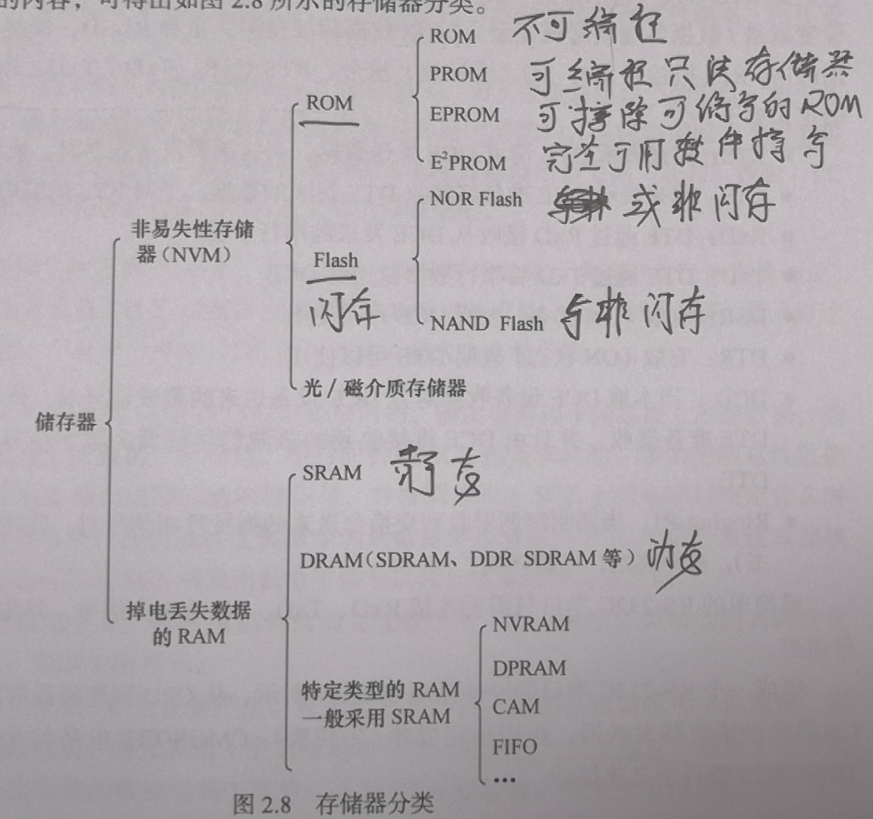 的内容，可得出如图 2.8 所示的存储器分类。
ROM 不可编程
PROM 可编程只读存储器
ROM
EPROM 可擦除可编写的ROM
E²PROM 完全可用软件擦写
NOR Flash 或非闪存
非易失性存储
器（NVM）
Flash
闪存
NAND Flash 与非闪存
光 / 磁介质存储器
储存器
SRAM 静存
DRAM（SDRAM、DDR SDRAM 等） 动存
掉电丢失数据
的 RAM
NVRAM
DPRAM
特定类型的 RAM
一般采用 SRAM
CAM
FIFO
…
图 2.8 存储器分类